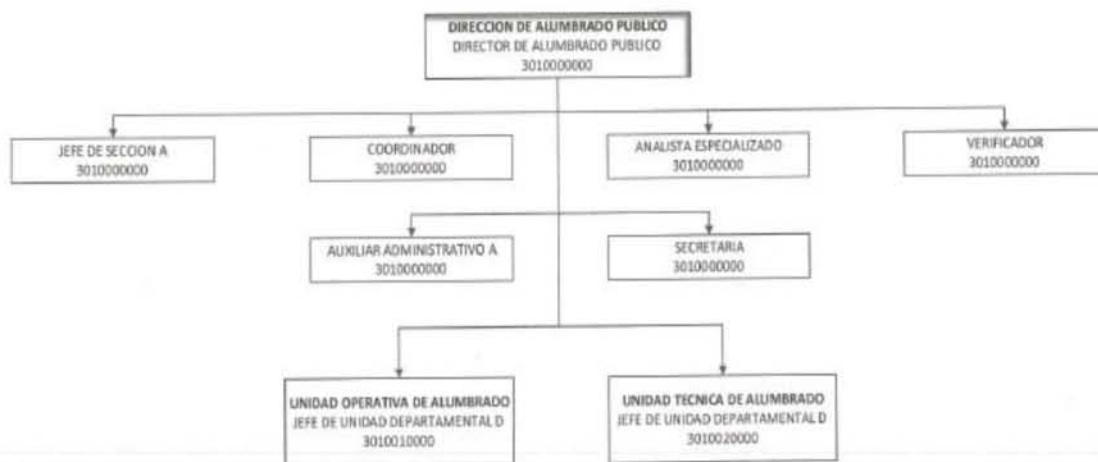 DIRECCION DE ALUMBRADO PUBLICO
DIRECTOR DE ALUMBRADO PUBLICO
3010000000
JEFE DE SECCION A
3010000000
COORDINADOR
3010000000
ANALISTA ESPECIALIZADO
3010000000
VERIFICADOR
3010000000
AUXILIAR ADMINISTRATIVO A
3010000000
SECRETARIA
3010000000
UNIDAD OPERATIVA DE ALUMBRADO
JEFE DE UNIDAD DEPARTAMENTAL D
3010010000
UNIDAD TECNICA DE ALUMBRADO
JEFE DE UNIDAD DEPARTAMENTAL D
3010020000